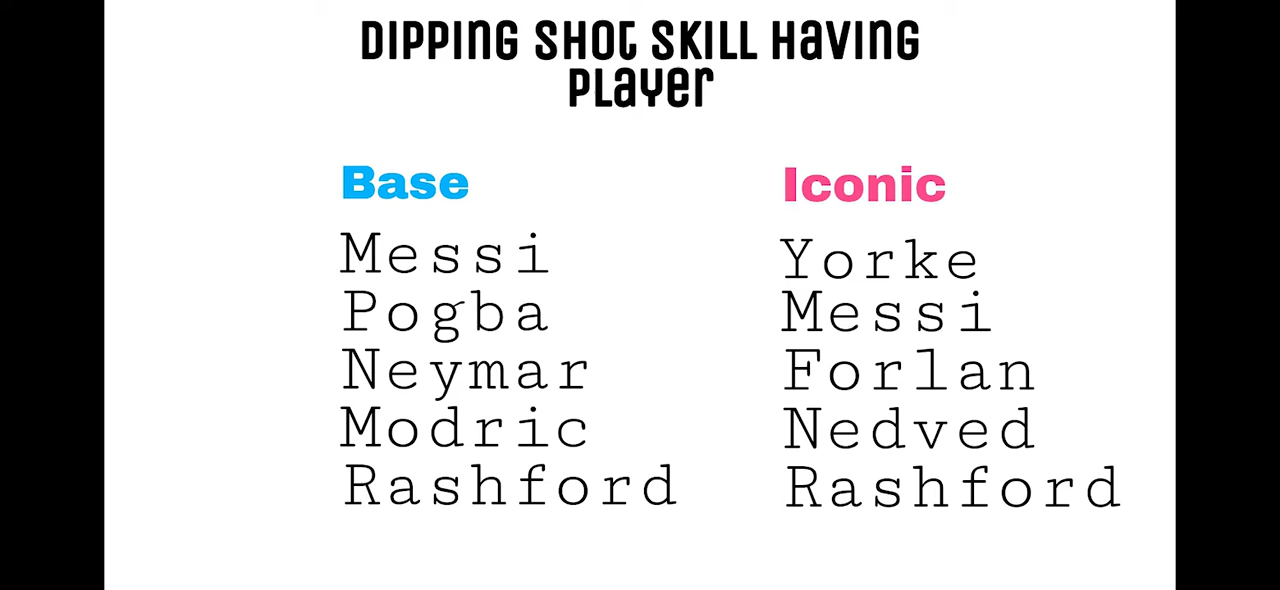 DIPPING SHOT SKILL HAVING
PLAYER
Base
Messi
Pogba
Neymar
Modric
Rashford
Iconic
Yorke
Messi
Forlan
Nedved
Rashford